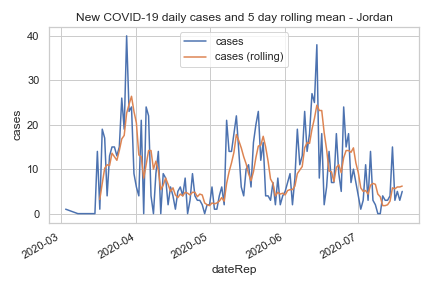 New COVID-19 daily cases and 5 day rolling mean - Jordan
cases
cases (rolling)
40
30
20
10
0
cases
2020-03
2020-04
2020-05
2020-06
2020-07
dateRep